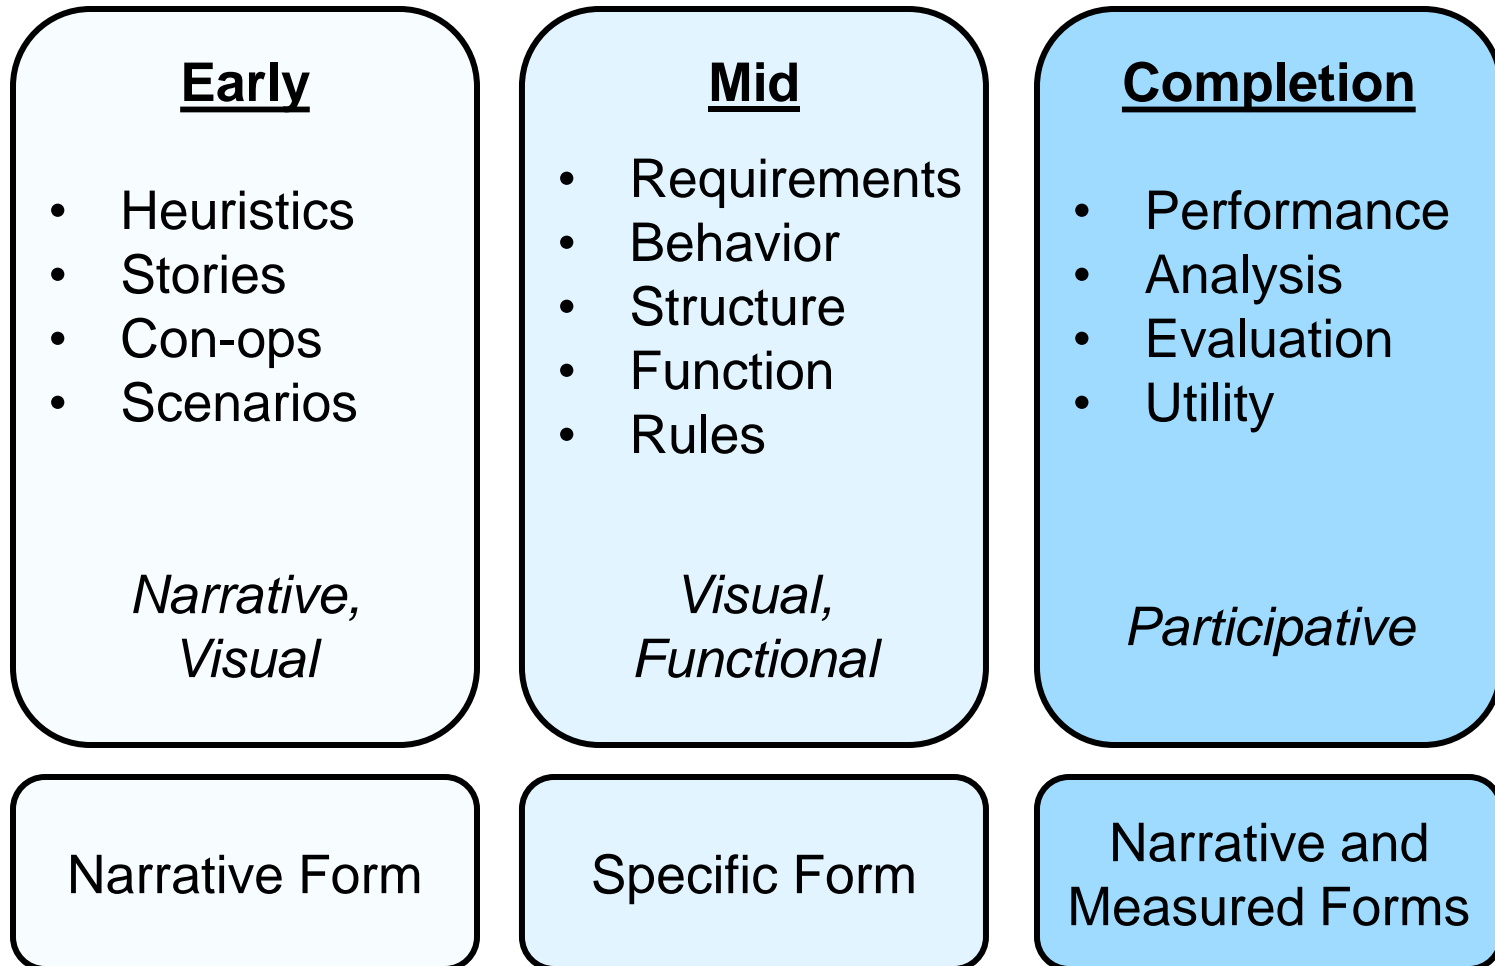 Early
• Heuristics
• Stories
• Con-ops
• Scenarios
Narrative,
Visual
Narrative Form
Mid
• Requirements
• Behavior
• Structure
• Function
• Rules
Visual,
Functional
Specific Form
Completion
• Performance
• Analysis
• Evaluation
• Utility
Participative
Narrative and
Measured Forms